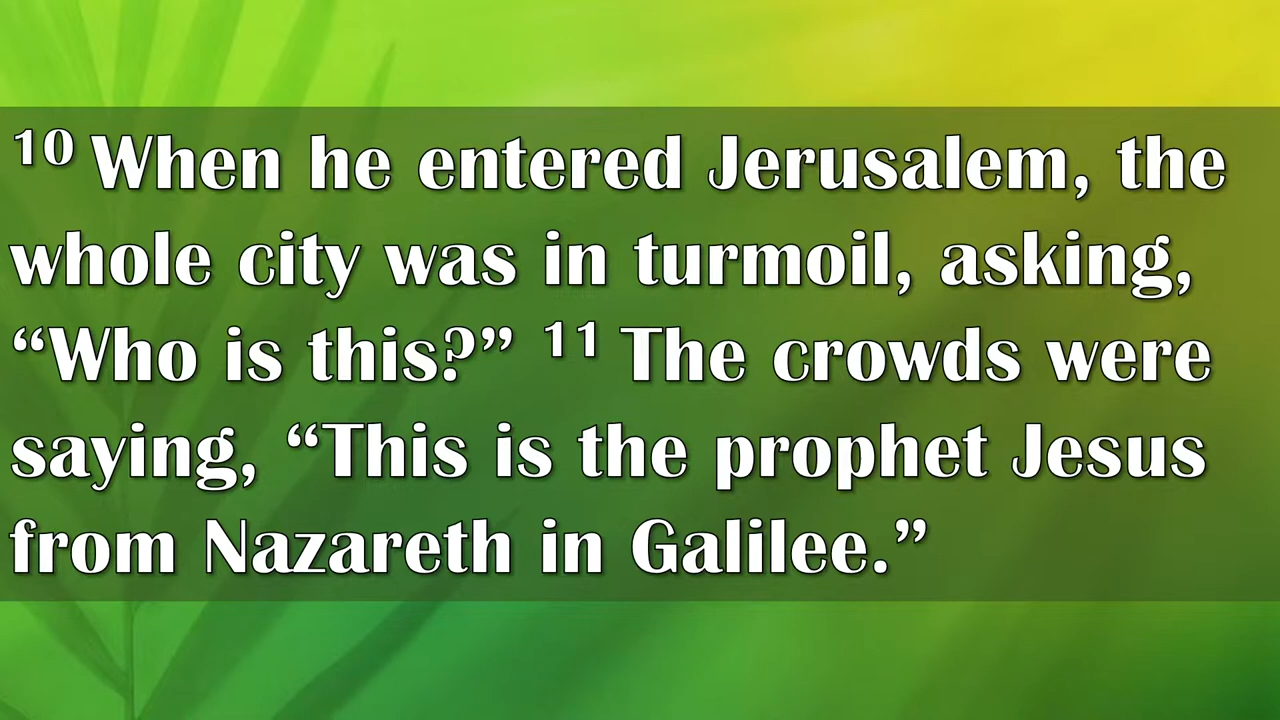 ¹⁰ When he entered Jerusalem, the
whole city was in turmoil, asking,
“Who is this?” ¹¹ The crowds were
saying, “This is the prophet Jesus
from Nazareth in Galilee.”